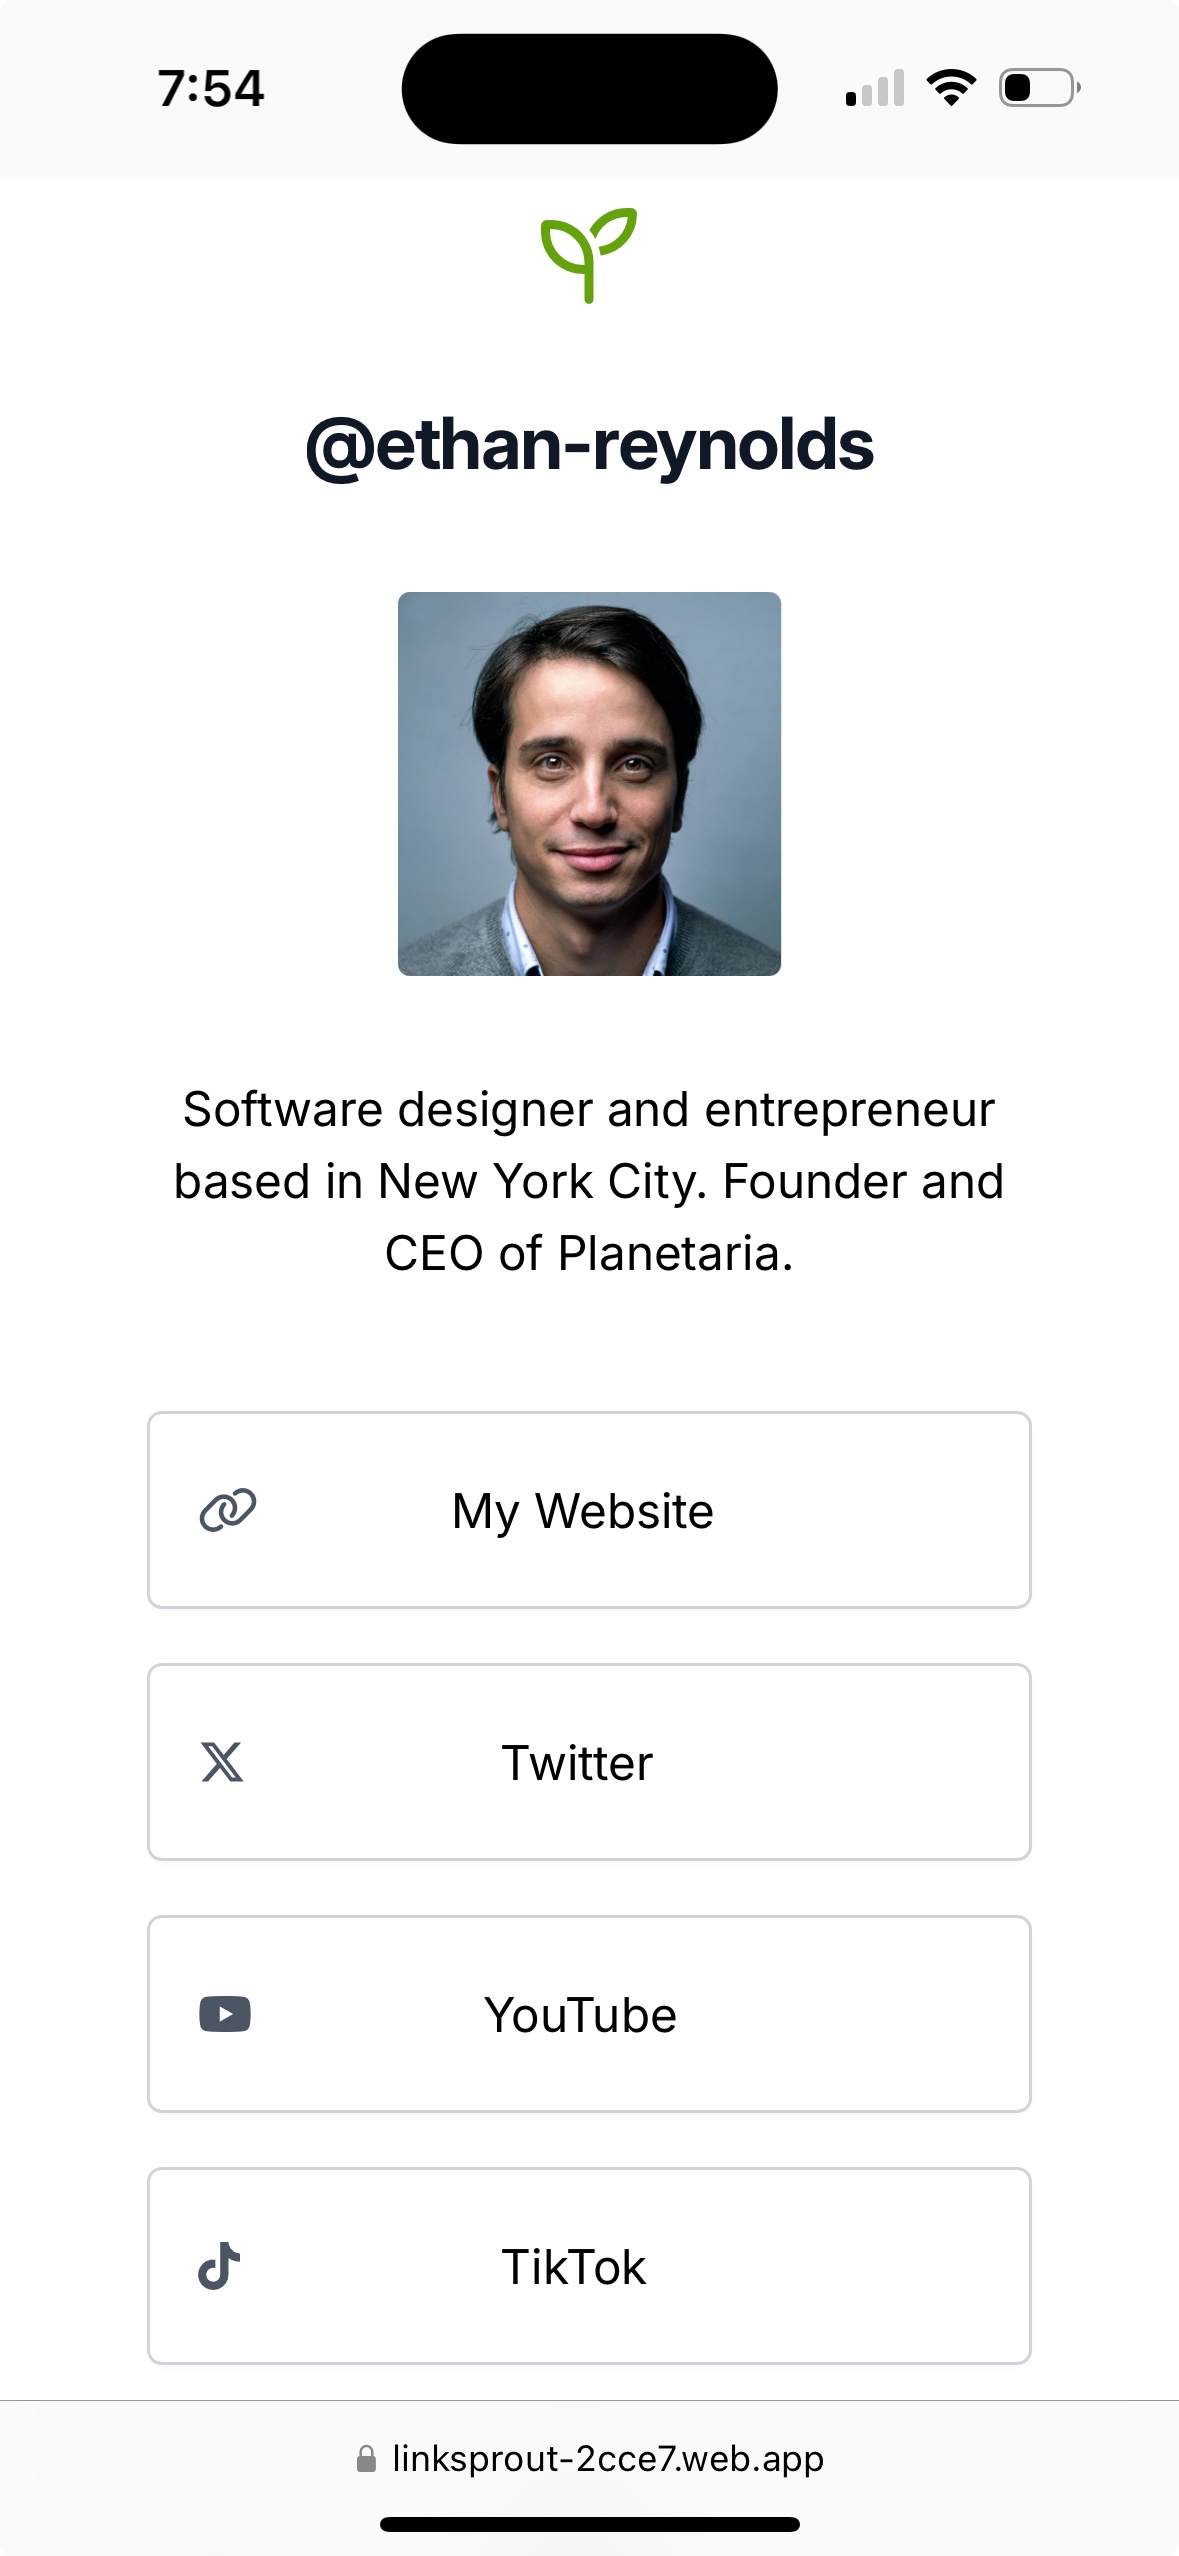 7:54
@ethan-reynolds
Software designer and entrepreneur
based in New York City. Founder and
CEO of Planetaria.
My Website
Twitter
YouTube
TikTok
linksprout-2cce7.web.app